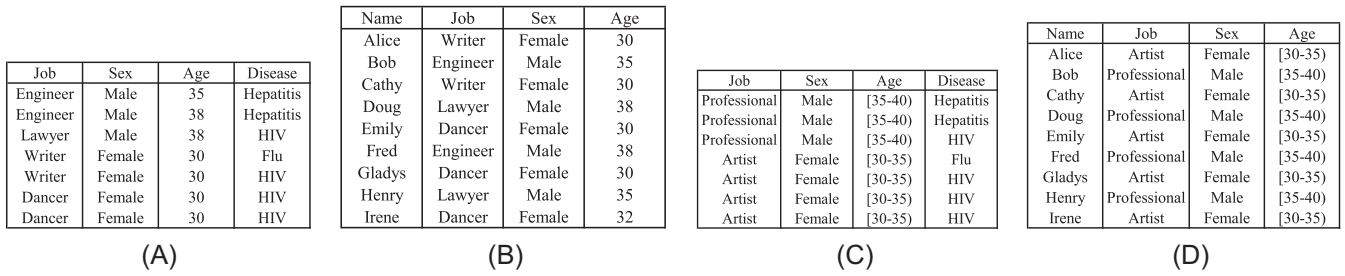 Job Sex Age Disease
Engineer Male 35 Hepatitis
Engineer Male 38 Hepatitis
Lawyer Male 38 HIV
Writer Female 30 Flu
Writer Female 30 HIV
Dancer Female 30 HIV
Dancer Female 30 HIV
(A)
Name Job Sex Age
Alice Writer Female 30
Bob Engineer Male 35
Cathy Writer Female 30
Doug Lawyer Male 38
Emily Dancer Female 30
Fred Engineer Male 38
Gladys Dancer Female 30
Henry Lawyer Male 35
Irene Dancer Female 32
(B)
Job Sex Age Disease
Professional Male [35-40) Hepatitis
Professional Male [35-40) Hepatitis
Professional Male [35-40) HIV
Artist Female [30-35) Flu
Artist Female [30-35) HIV
Artist Female [30-35) HIV
Artist Female [30-35) HIV
(C)
Name Job Sex Age
Alice Artist Female [30-35)
Bob Professional Male [35-40)
Cathy Artist Female [30-35)
Doug Professional Male [35-40)
Emily Artist Female [30-35)
Fred Professional Male [35-40)
Gladys Artist Female [30-35)
Henry Professional Male [35-40)
Irene Artist Female [30-35)
(D)